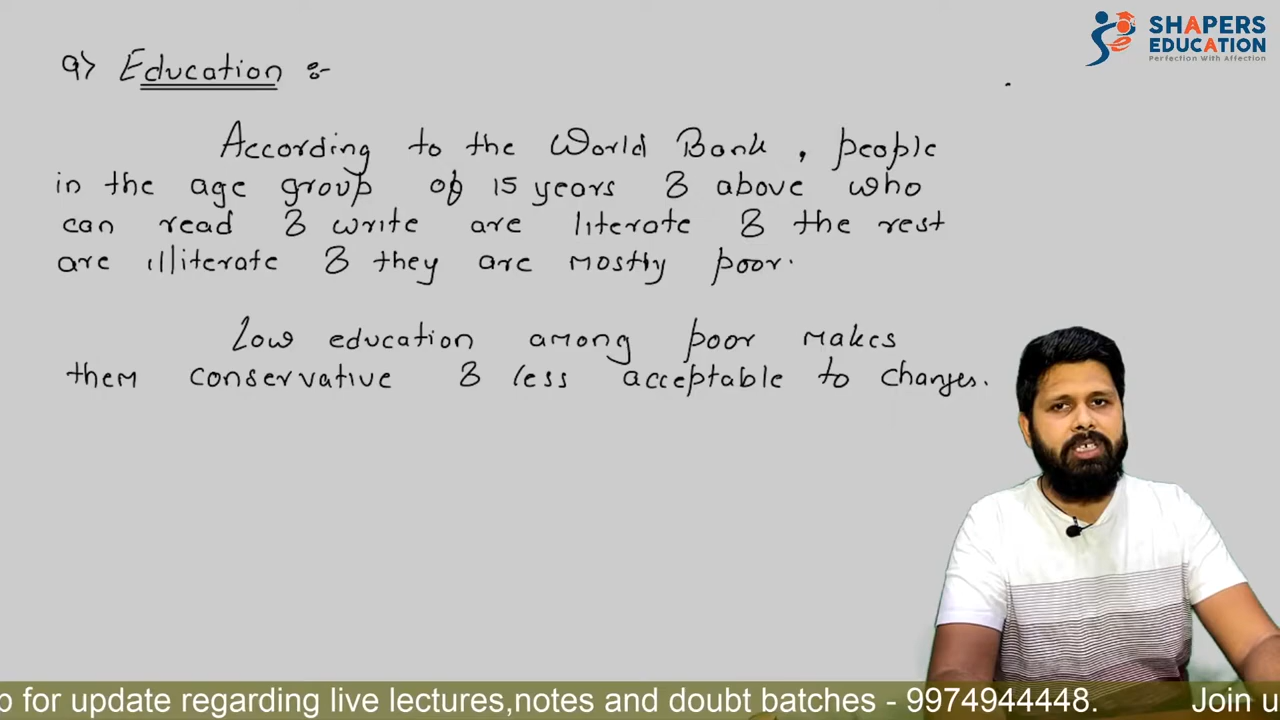 9) Education :-
SHAPERS
EDUCATION
Perfection With Affection
According to the World Bank, people
in the age group of 15 years & above who
can read & write are literate & the rest
are illiterate & they are mostly poor.
Low education among poor makes
them conservative & less acceptable to changes.
p for update regarding live lectures,notes and doubt batches - 9974944448. Join u